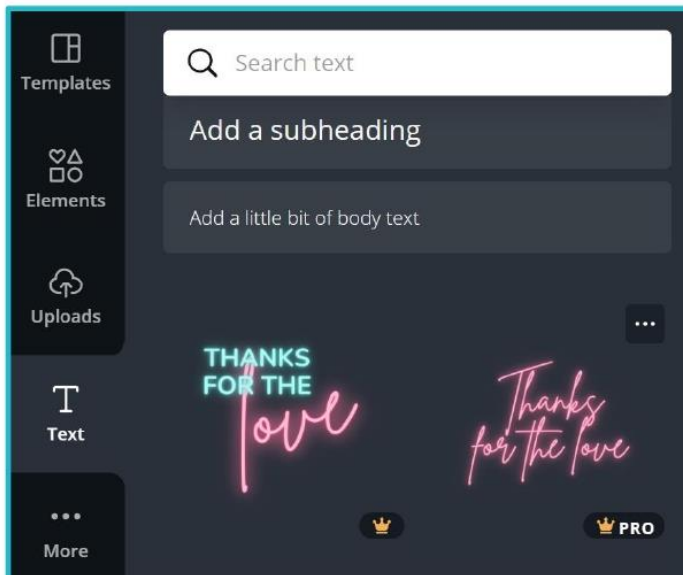 Templates
Elements
Uploads
Text
More
Search text
Add a subheading
Add a little bit of body text
THANKS
FOR THE
love
Thanks
for the love
PRO